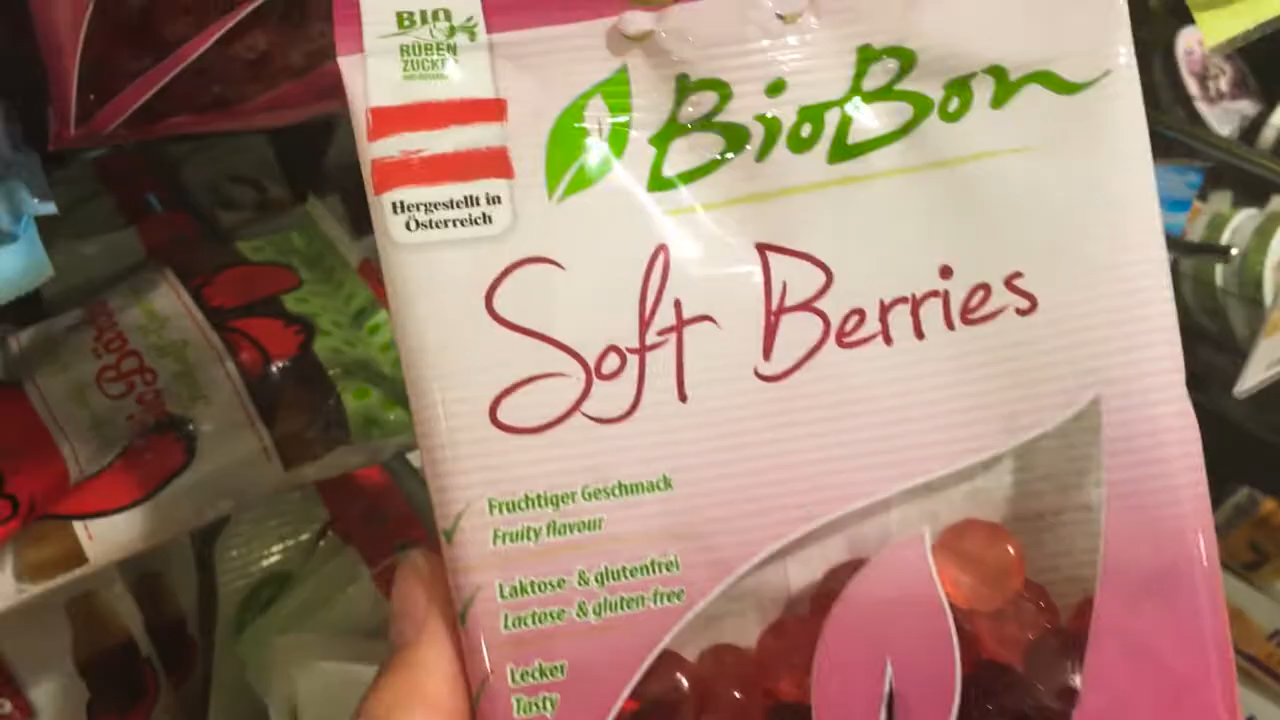 BIO
RÜBEN
ZUCKER
Hergestellt in
Österreich
BioBon
Soft Berries
Fruchtiger Geschmack
Fruity flavour
Laktose- & glutenfrei
Lactose- & gluten-free
Lecker
Tasty